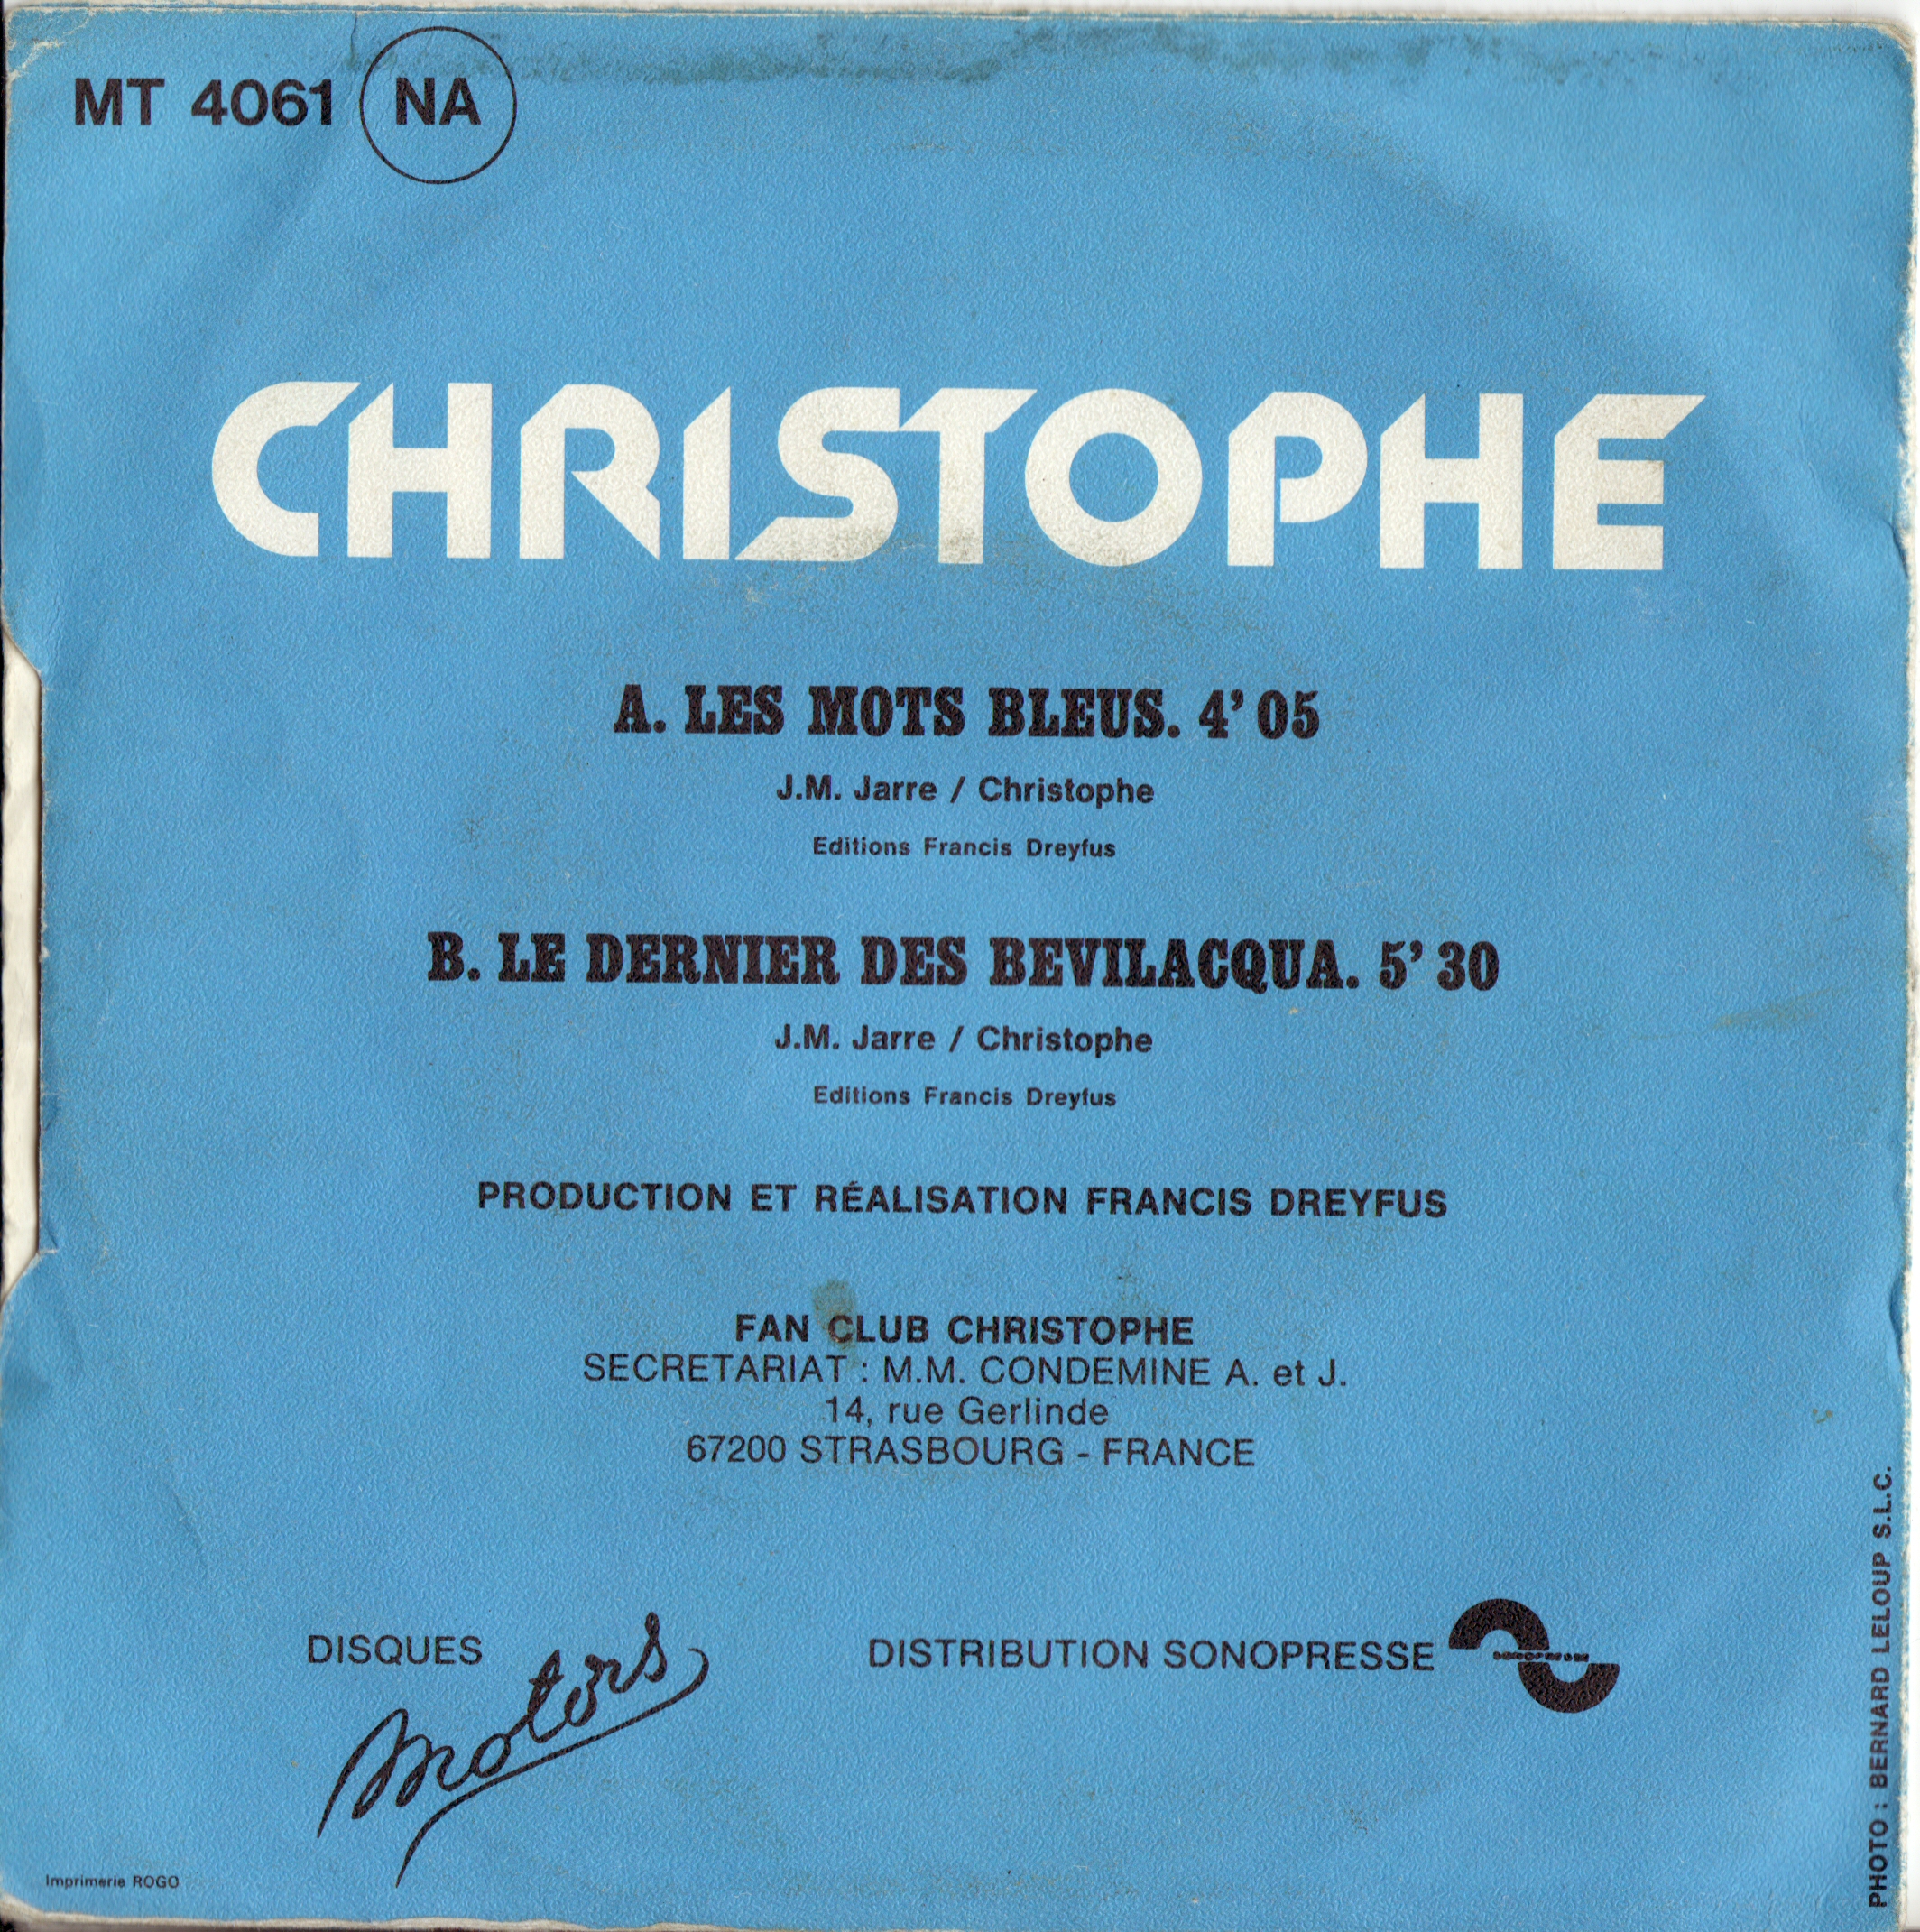 MT 4061 NA
CHRISTOPHE
A. LES MOTS BLEUS. 4' 05
J.M. Jarre / Christophe
Editions Francis Dreyfus
B. LE DERNIER DES BEVILACQUA. 5' 30
J.M. Jarre / Christophe
Editions Francis Dreyfus
PRODUCTION ET RÉALISATION FRANCIS DREYFUS
FAN CLUB CHRISTOPHE
SECRETARIAT : M.M. CONDEMINE A. et J.
14, rue Gerlinde
67200 STRASBOURG - FRANCE
DISQUES
Motors
DISTRIBUTION SONOPRESSE
sonopresse
Imprimerie ROGO
PHOTO : BERNARD LELOUP S.L.C.